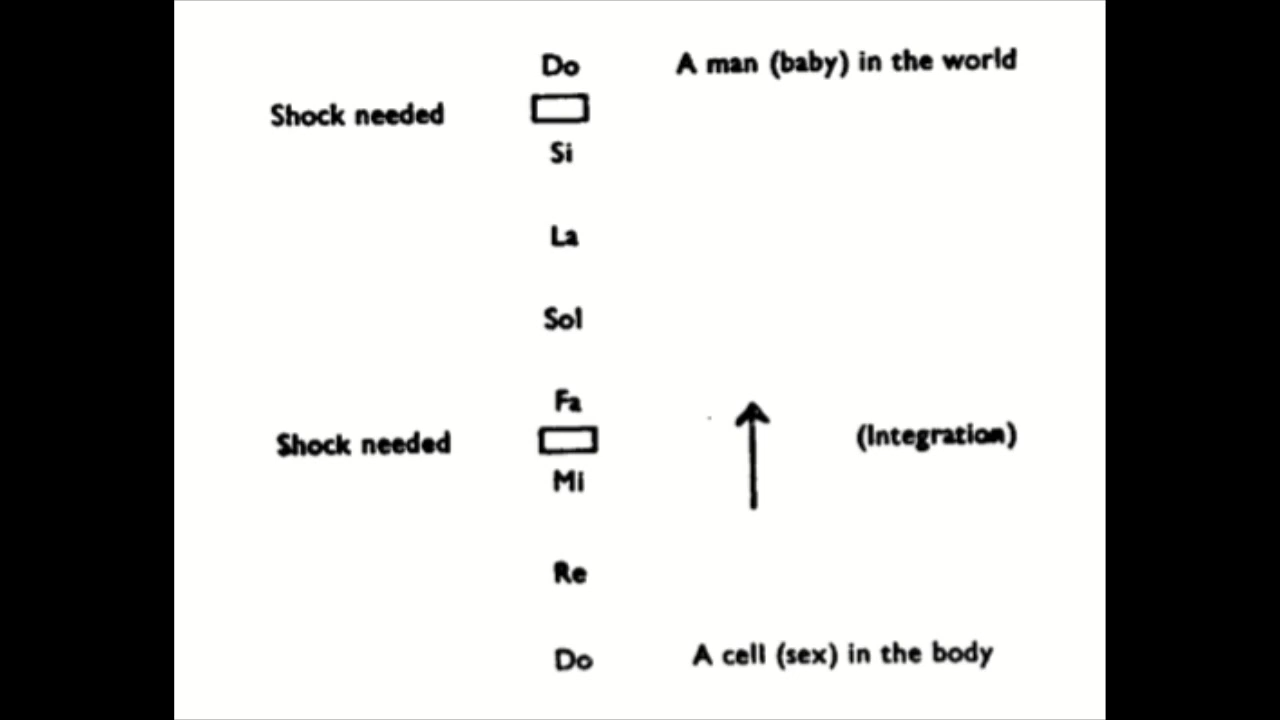 Do A man (baby) in the world
Shock needed
Si
La
Sol
Fa
Shock needed (Integration)
Mi
Re
Do A cell (sex) in the body